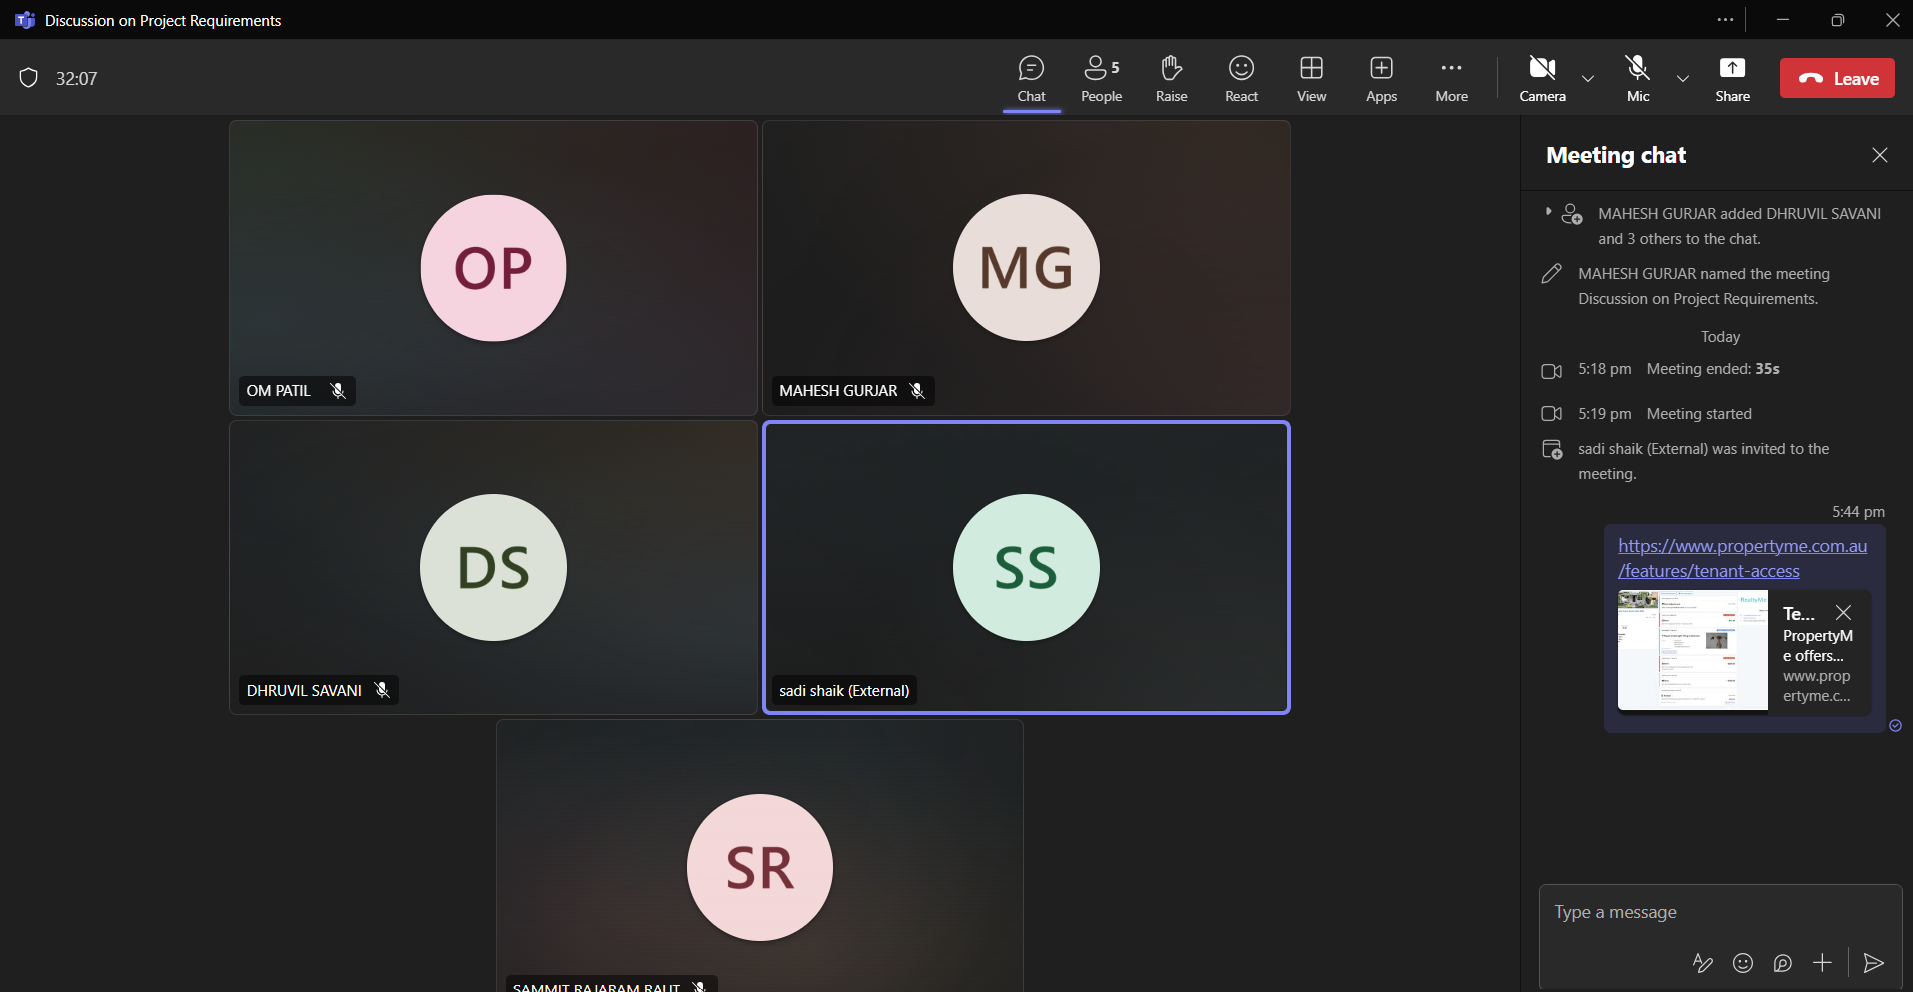 Discussion on Project Requirements
32:07
Chat
People 5
Raise
React
View
Apps
More
Camera
Mic
Share
Leave
OP
OM PATIL
MG
MAHESH GURJAR
DS
DHRUVIL SAVANI
SS
sadi shaik (External)
SR
SAMMIT RAJARAM RAUT
Meeting chat
MAHESH GURJAR added DHRUVIL SAVANI
and 3 others to the chat.
MAHESH GURJAR named the meeting
Discussion on Project Requirements.
Today
5:18 pm Meeting ended: 35s
5:19 pm Meeting started
sadi shaik (External) was invited to the
meeting.
5:44 pm
https://www.propertyme.com.au
/features/tenant-access
Te...
PropertyM
e offers...
www.prop
ertyme.c...
Type a message